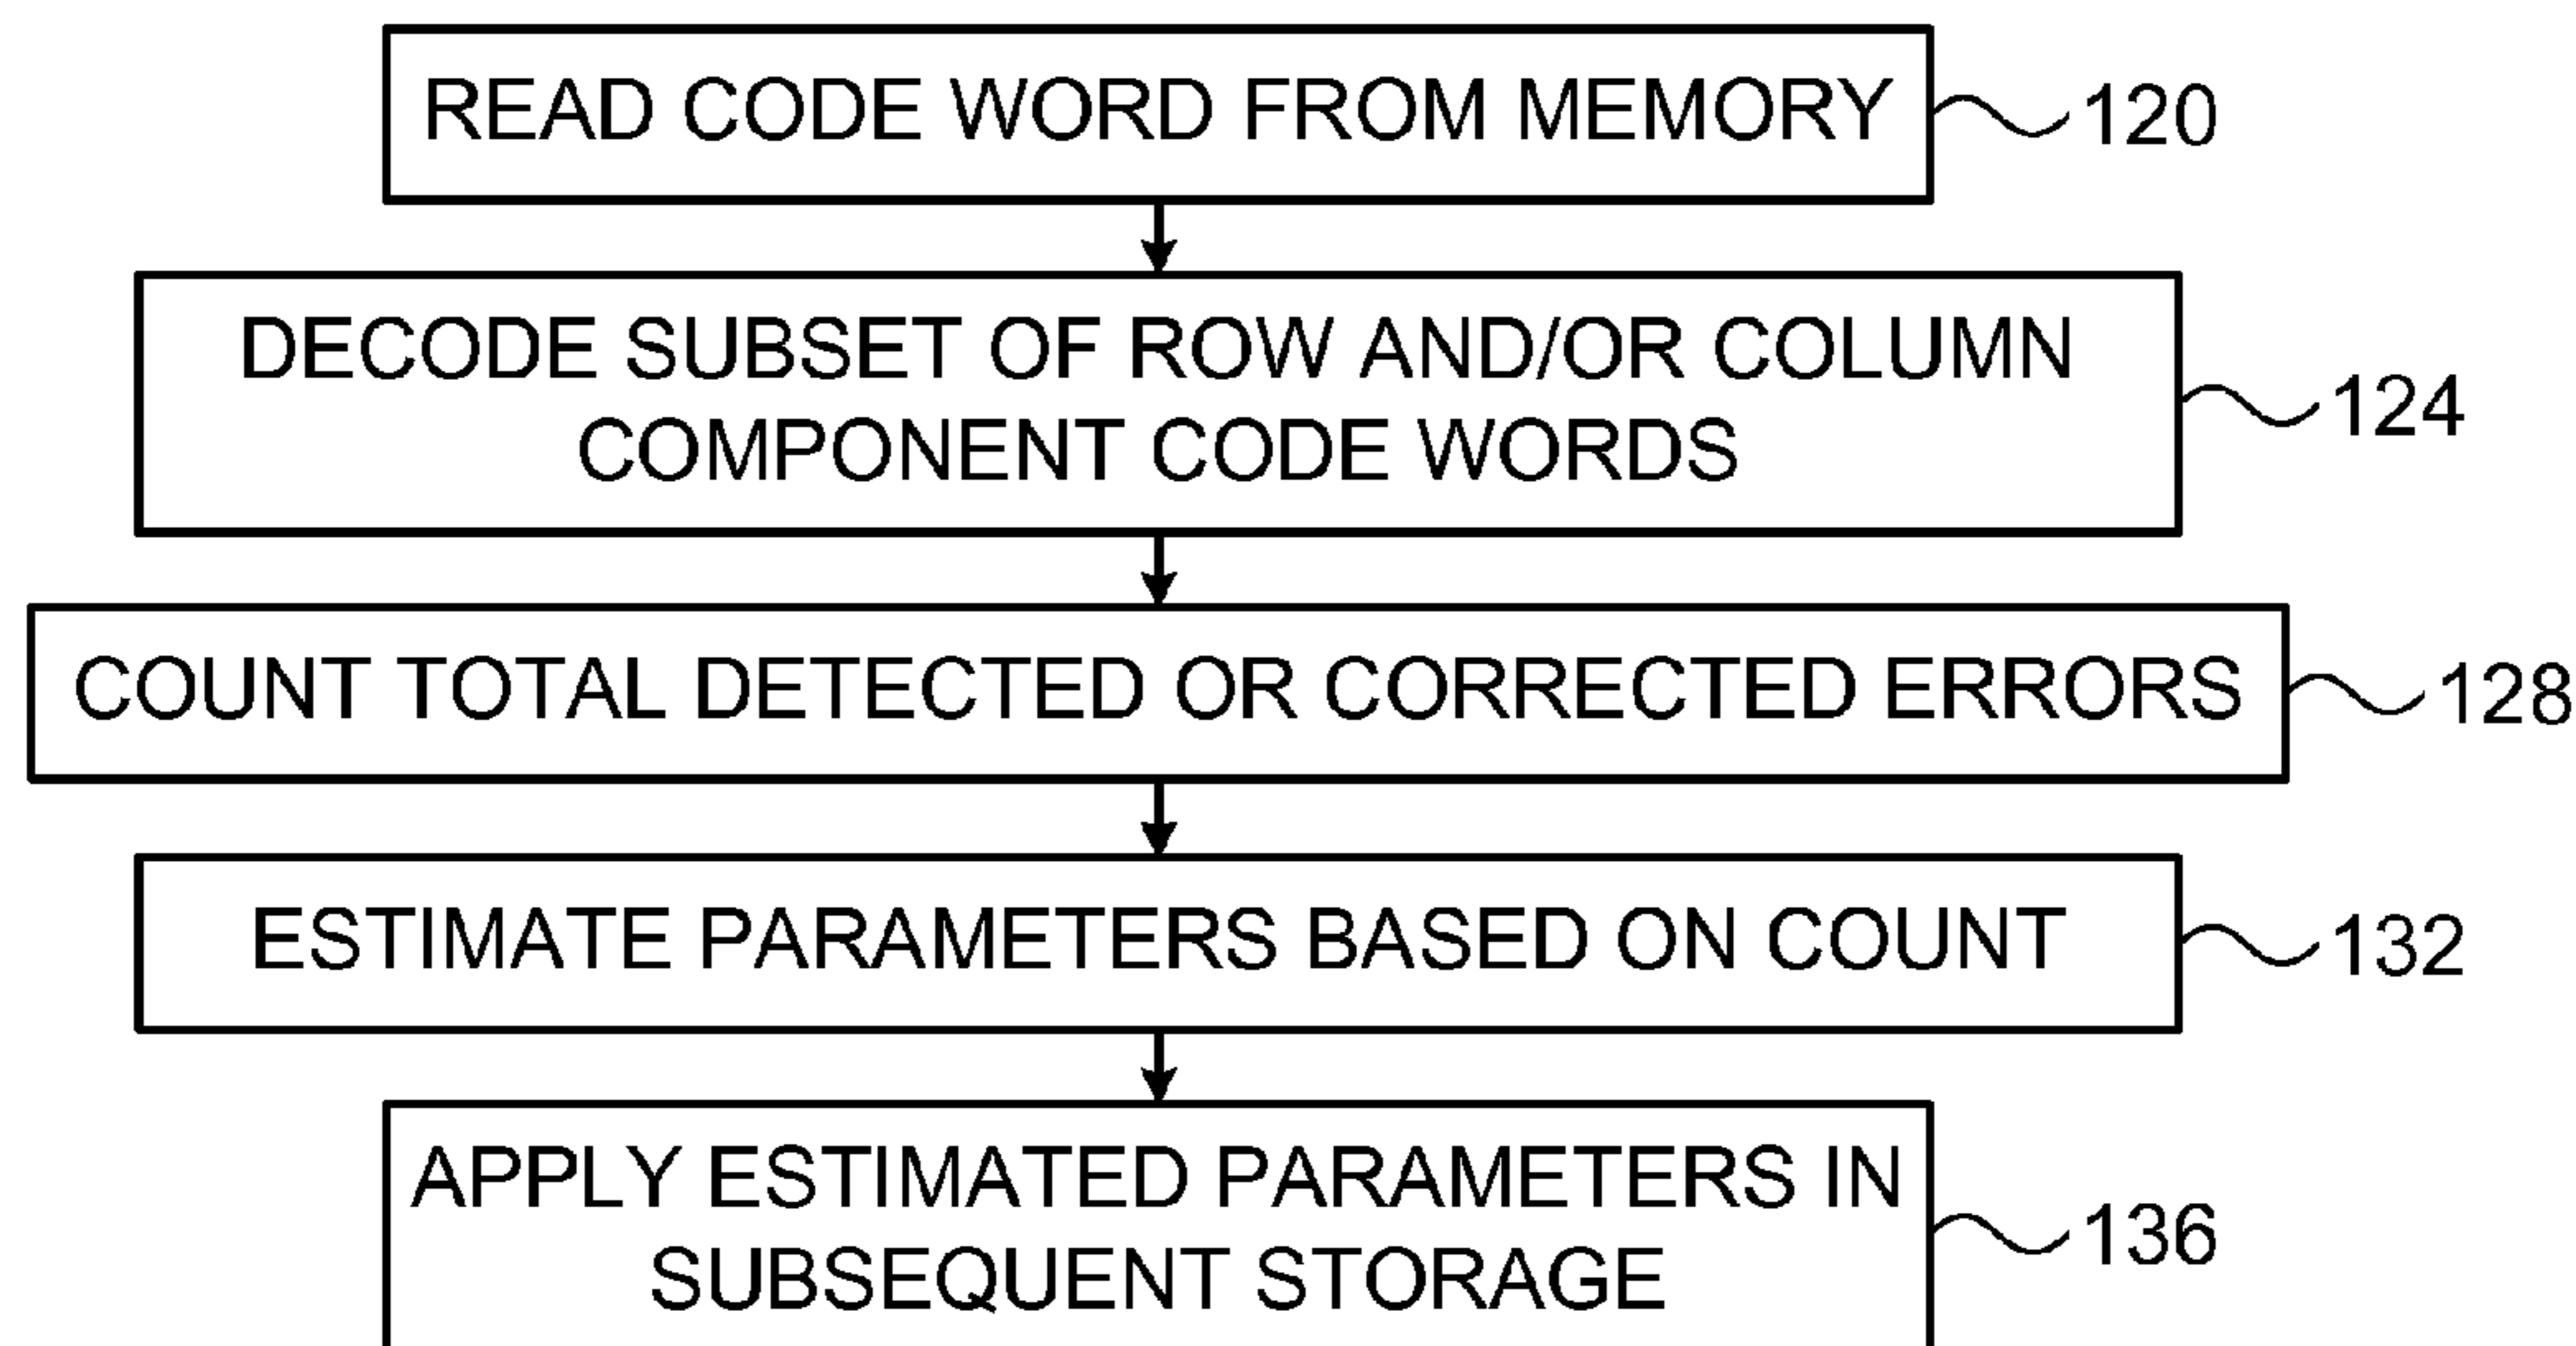 READ CODE WORD FROM MEMORY
120
DECODE SUBSET OF ROW AND/OR COLUMN
COMPONENT CODE WORDS
124
COUNT TOTAL DETECTED OR CORRECTED ERRORS
128
ESTIMATE PARAMETERS BASED ON COUNT
132
APPLY ESTIMATED PARAMETERS IN
SUBSEQUENT STORAGE
136